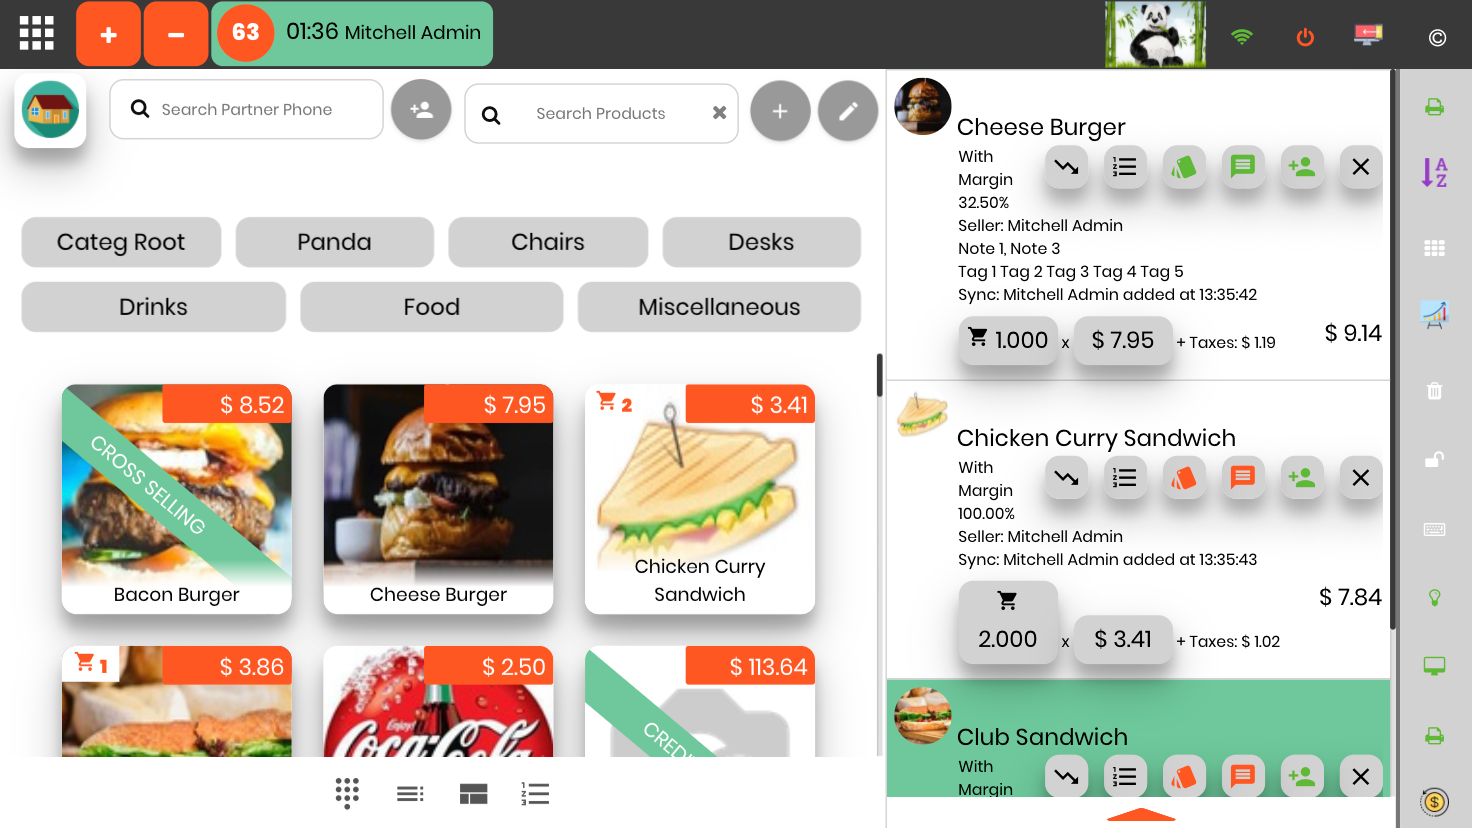 63 01:36 Mitchell Admin
Search Partner Phone
Search Products
Categ Root
Panda
Chairs
Desks
Drinks
Food
Miscellaneous
$ 8.52
CROSS SELLING
Bacon Burger
$ 7.95
Cheese Burger
2
$ 3.41
Chicken Curry
Sandwich
1
$ 3.86
$ 2.50
Enjoy
Coca-Cola
$ 113.64
CREDI
Cheese Burger
With
Margin
32.50%
Seller: Mitchell Admin
Note 1, Note 3
Tag 1 Tag 2 Tag 3 Tag 4 Tag 5
Sync: Mitchell Admin added at 13:35:42
1.000 x $ 7.95 + Taxes: $ 1.19
$ 9.14
Chicken Curry Sandwich
With
Margin
100.00%
Seller: Mitchell Admin
Sync: Mitchell Admin added at 13:35:43
2.000 x $ 3.41 + Taxes: $ 1.02
$ 7.84
Club Sandwich
With
Margin
A
Z